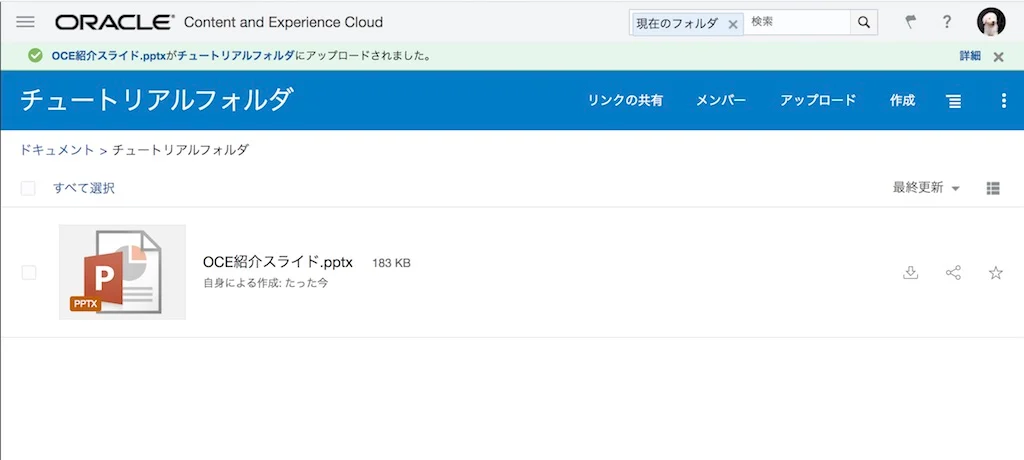 ORACLE® Content and Experience Cloud
現在のフォルダ ✕ 検索
?
OCE紹介スライド.pptxがチュートリアルフォルダにアップロードされました。
詳細 ✕
チュートリアルフォルダ
リンクの共有 メンバー アップロード 作成
ドキュメント > チュートリアルフォルダ
すべて選択
最終更新
P
PPTX
OCE紹介スライド.pptx 183 KB
自身による作成: たった今